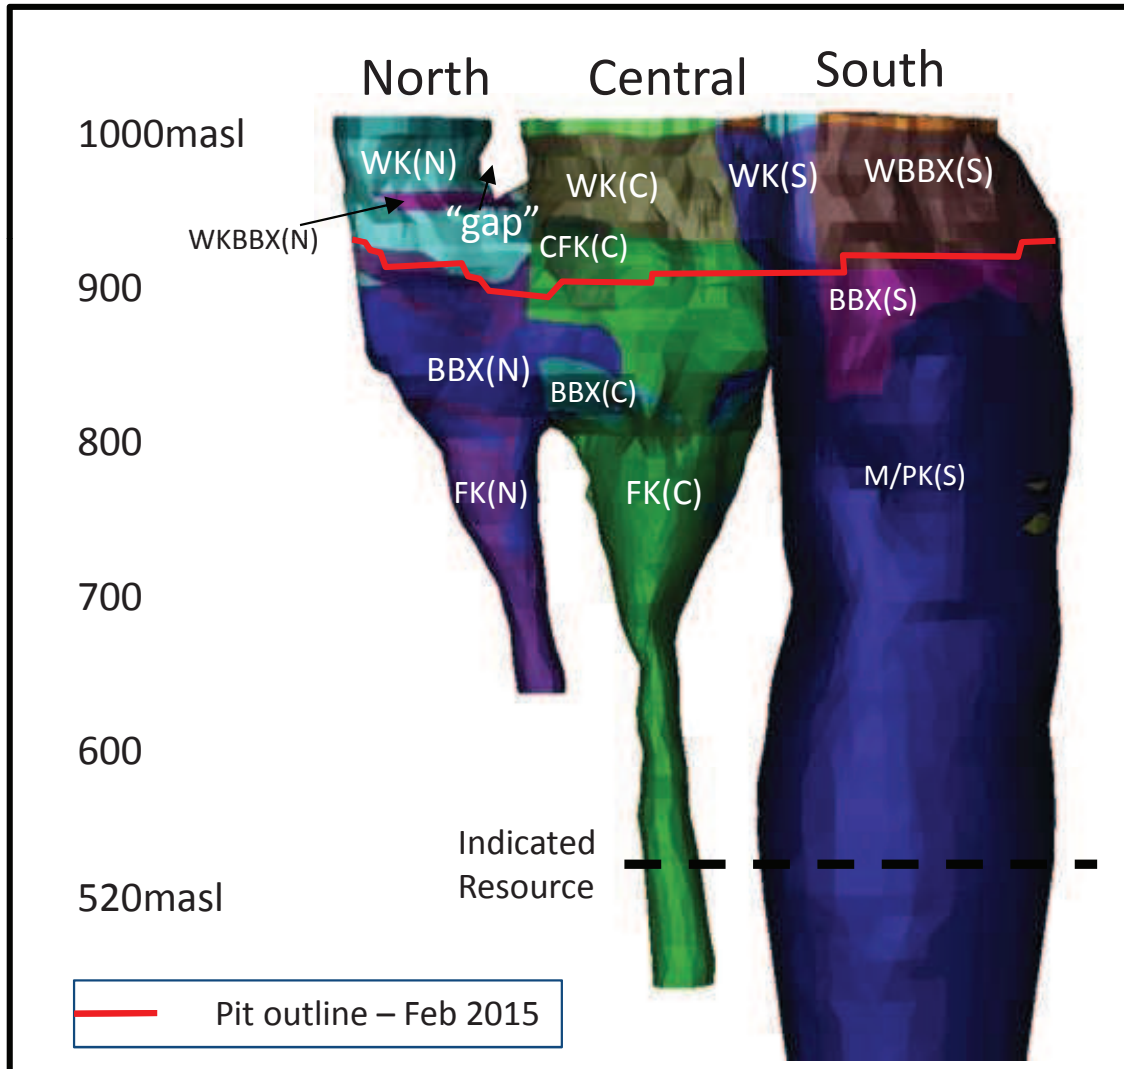 North
Central
South
1000masl
WK(N)
WK(C)
WK(S)
WBBX(S)
WKBBX(N)
“gap”
CFK(C)
900
BBX(S)
BBX(N)
BBX(C)
800
FK(N)
FK(C)
M/PK(S)
700
600
Indicated
Resource
520masl
Pit outline – Feb 2015